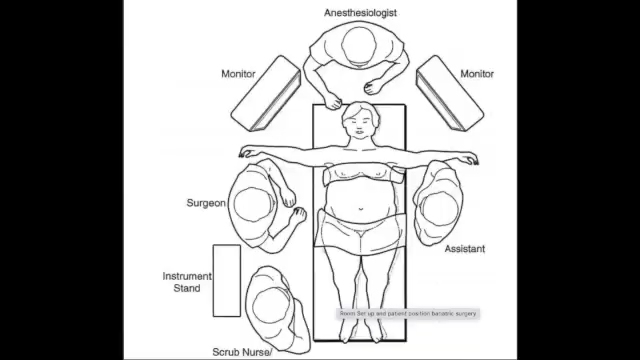 Anesthesiologist
Monitor
Monitor
Surgeon
Assistant
Instrument
Stand
Room Set up and patient position bariatric surgery
Scrub Nurse/